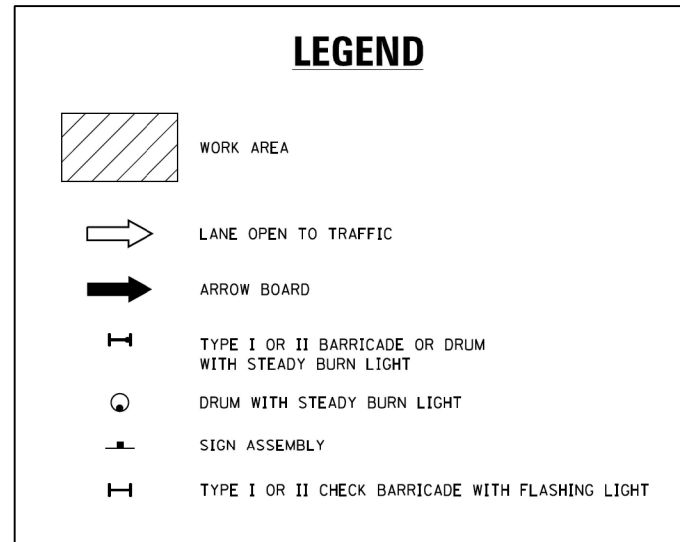 LEGEND
WORK AREA
LANE OPEN TO TRAFFIC
ARROW BOARD
TYPE I OR II BARRICADE OR DRUM
WITH STEADY BURN LIGHT
DRUM WITH STEADY BURN LIGHT
SIGN ASSEMBLY
TYPE I OR II CHECK BARRICADE WITH FLASHING LIGHT